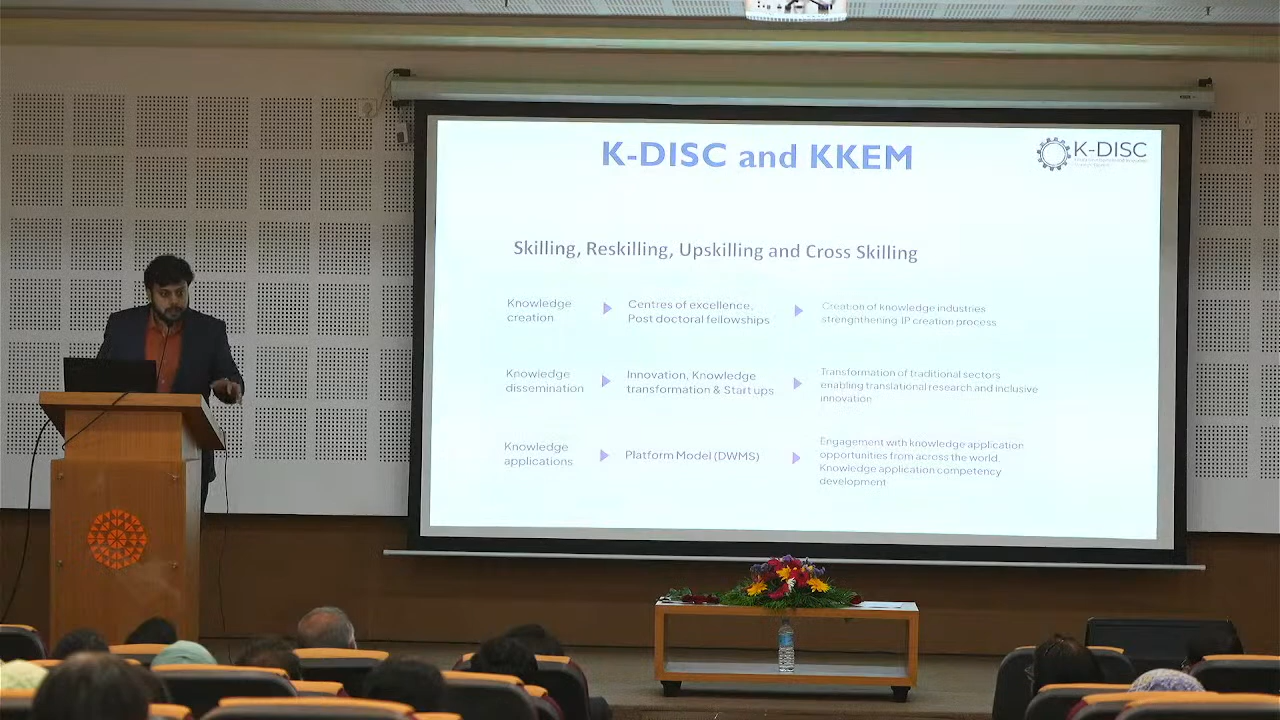 K-DISC and KKEM
K-DISC
Skilling, Reskilling, Upskilling and Cross Skilling
Knowledge
creation
Centres of excellence,
Post doctoral fellowships
Creation of knowledge industries
strengthening IP creation process
Knowledge
dissemination
Innovation, Knowledge
transformation & Start ups
Transformation of traditional sectors
enabling translational research and inclusive
innovation
Knowledge
applications
Platform Model (DWMS)
Engagement with knowledge application
opportunities from across the world,
Knowledge application competency
development